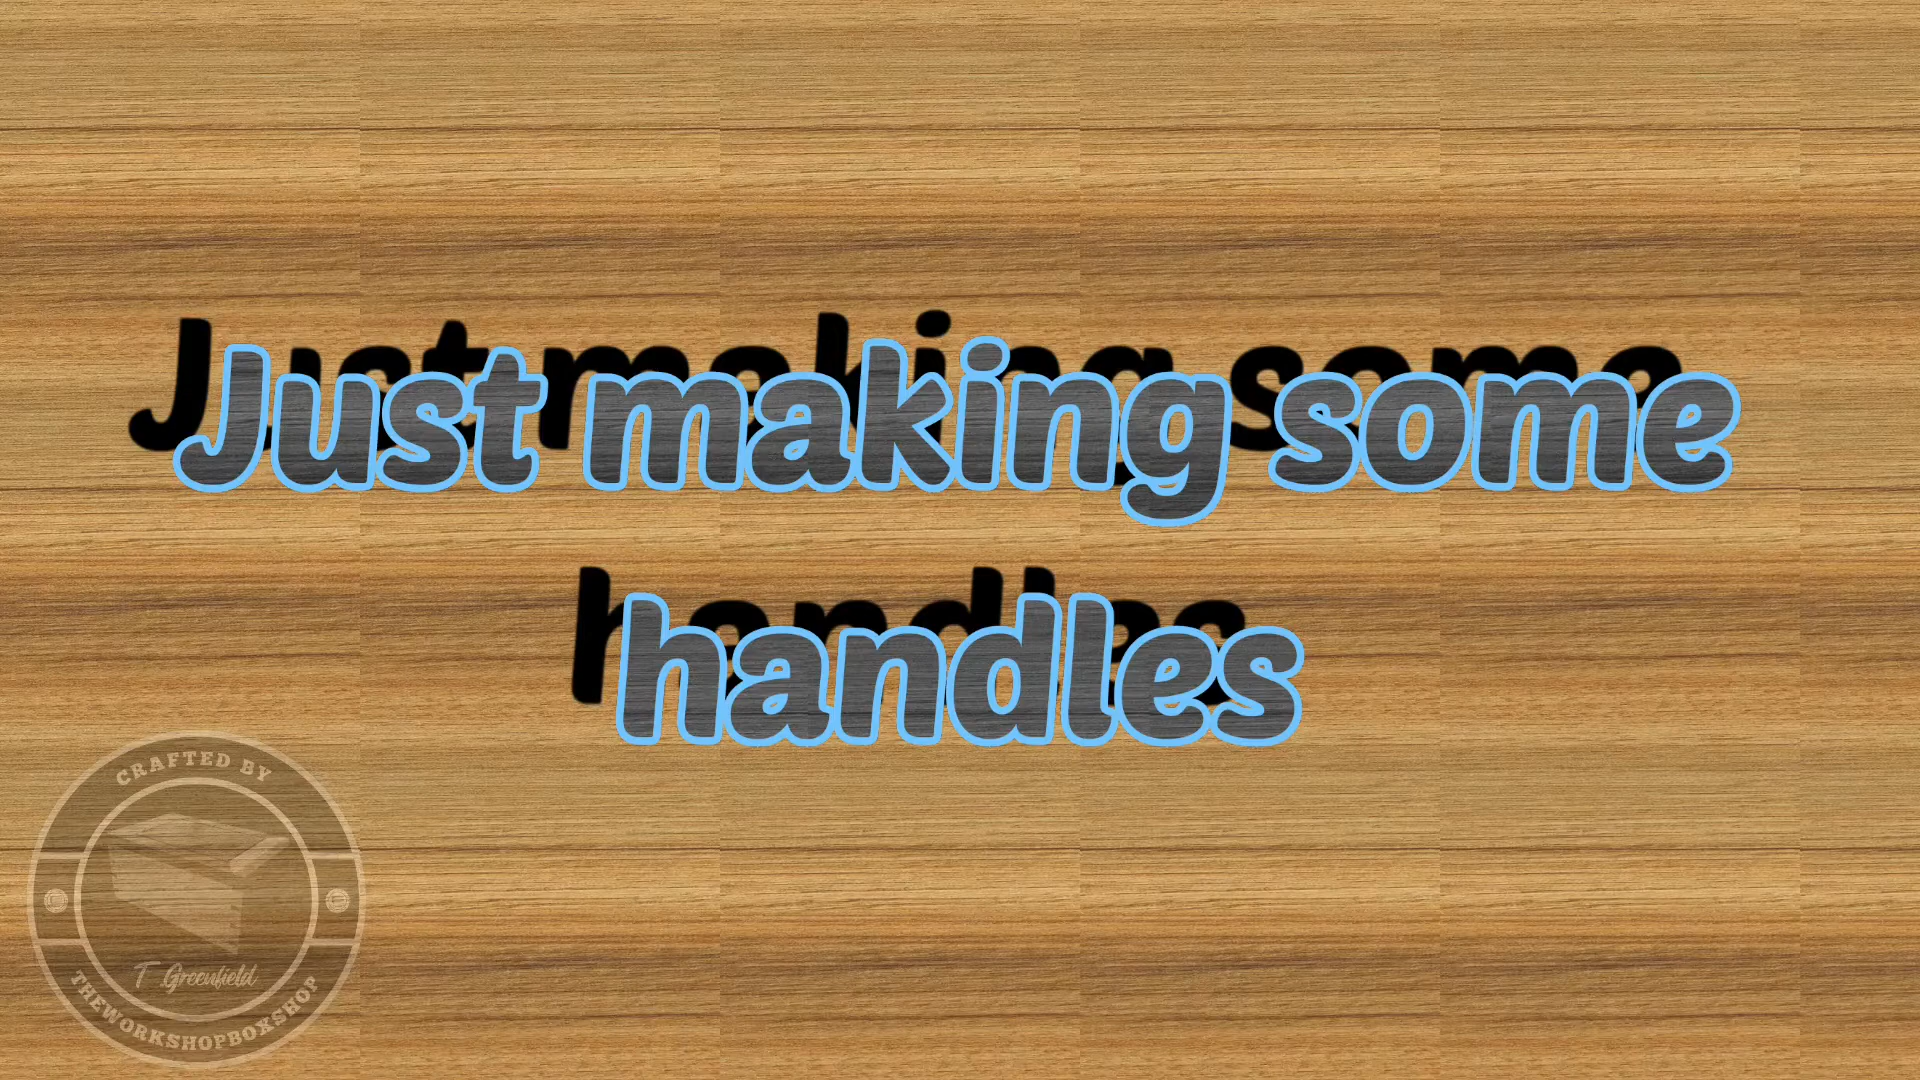 Just making some
handles
CRAFTED BY
T .Greenfield
THEWORKSHOPBOXSHOP